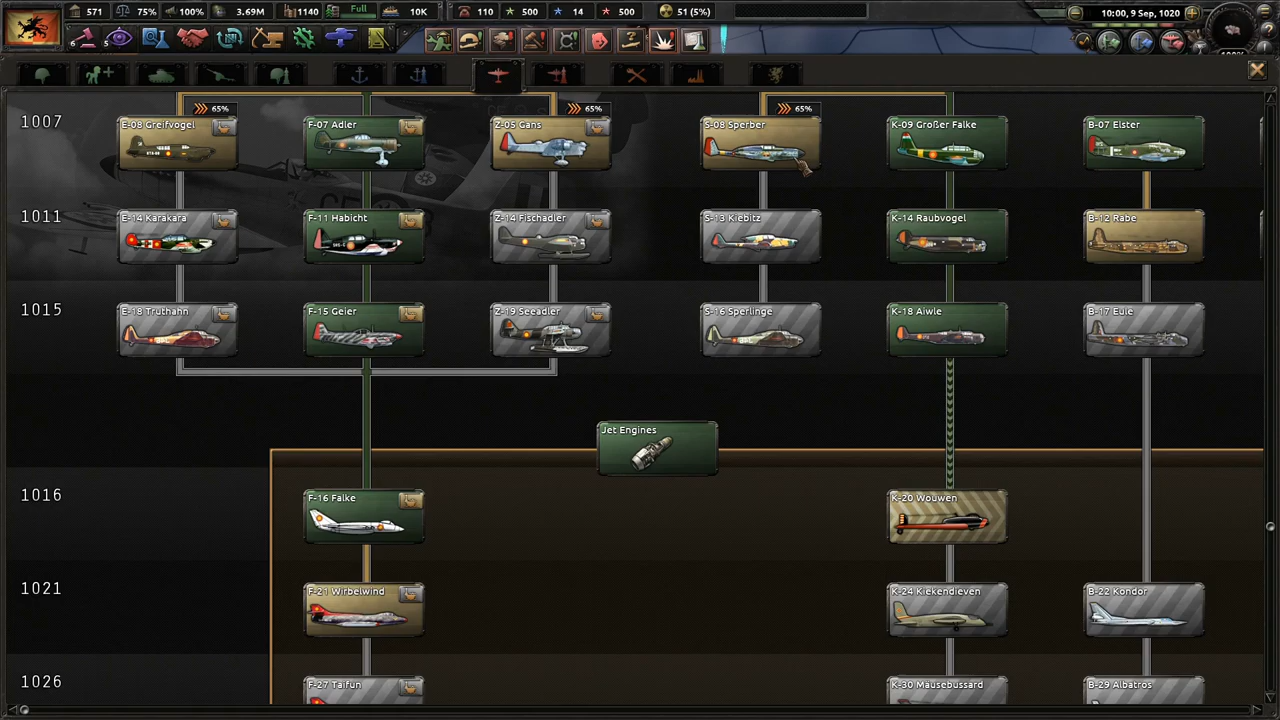 571 75% 100% 3.69M 1140 Full 10K 110 500 14 500 51 (5%) 10:00, 9 Sep, 1020
6 5 100%
65% 65% 65%
1007 E-08 Greifvogel F-07 Adler Z-05 Gans S-08 Sperber K-09 Großer Falke B-07 Elster
1011 E-14 Karakara F-11 Habicht Z-14 Fischadler S-13 Kiebitz K-14 Raubvogel B-12 Rabe
1015 E-18 Truthahn F-15 Geier Z-19 Seeadler S-16 Sperlinge K-18 Aiwle B-17 Eule
Jet Engines
1016 F-16 Falke K-20 Wouwen
1021 F-21 Wirbelwind K-24 Kiekendieven B-22 Kondor
1026 F-27 Taifun K-30 Mäusebussard B-29 Albatros